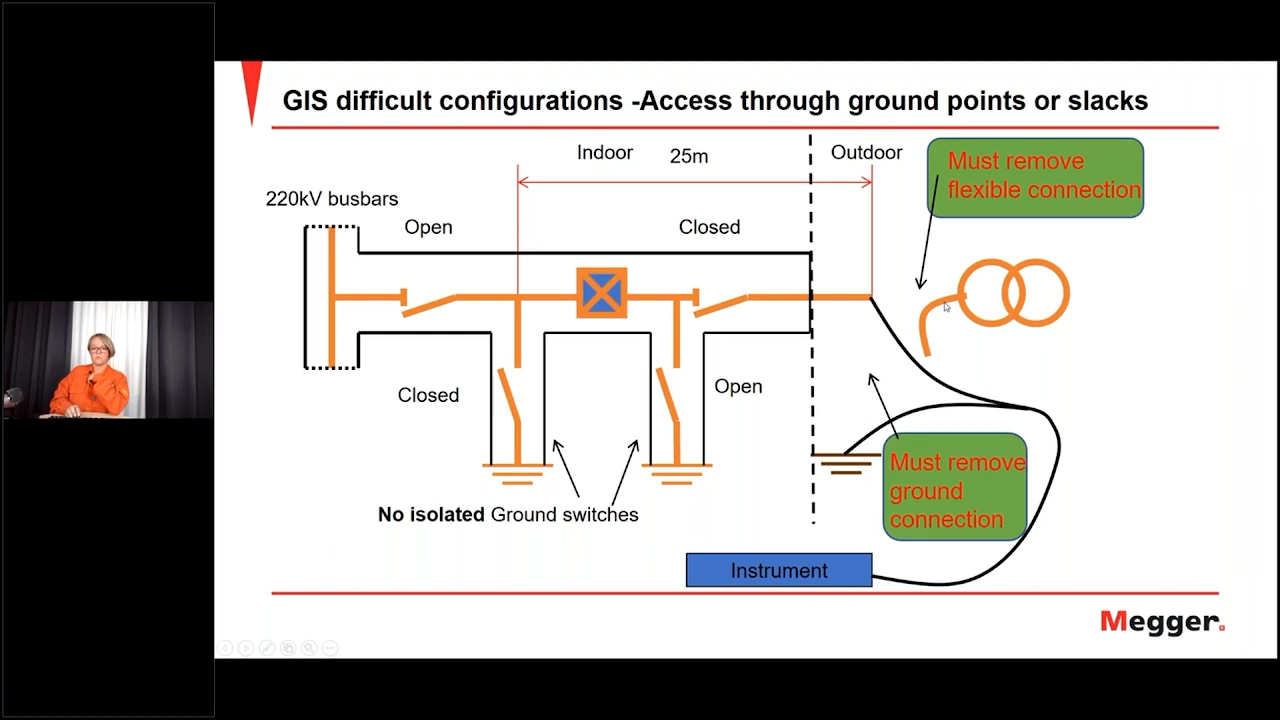 GIS difficult configurations -Access through ground points or slacks
Indoor
25m
Outdoor
Must remove
flexible connection
220kV busbars
Open
Closed
Closed
Open
Must remove
ground
connection
No isolated Ground switches
Instrument
Megger.